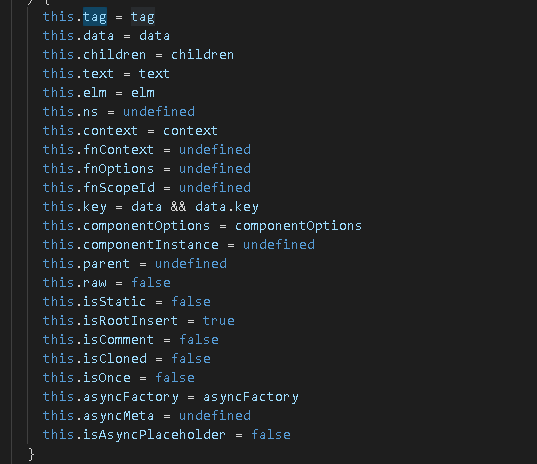 ) {
this.tag = tag
this.data = data
this.children = children
this.text = text
this.elm = elm
this.ns = undefined
this.context = context
this.fnContext = undefined
this.fnOptions = undefined
this.fnScopeId = undefined
this.key = data && data.key
this.componentOptions = componentOptions
this.componentInstance = undefined
this.parent = undefined
this.raw = false
this.isStatic = false
this.isRootInsert = true
this.isComment = false
this.isCloned = false
this.isOnce = false
this.asyncFactory = asyncFactory
this.asyncMeta = undefined
this.isAsyncPlaceholder = false
}